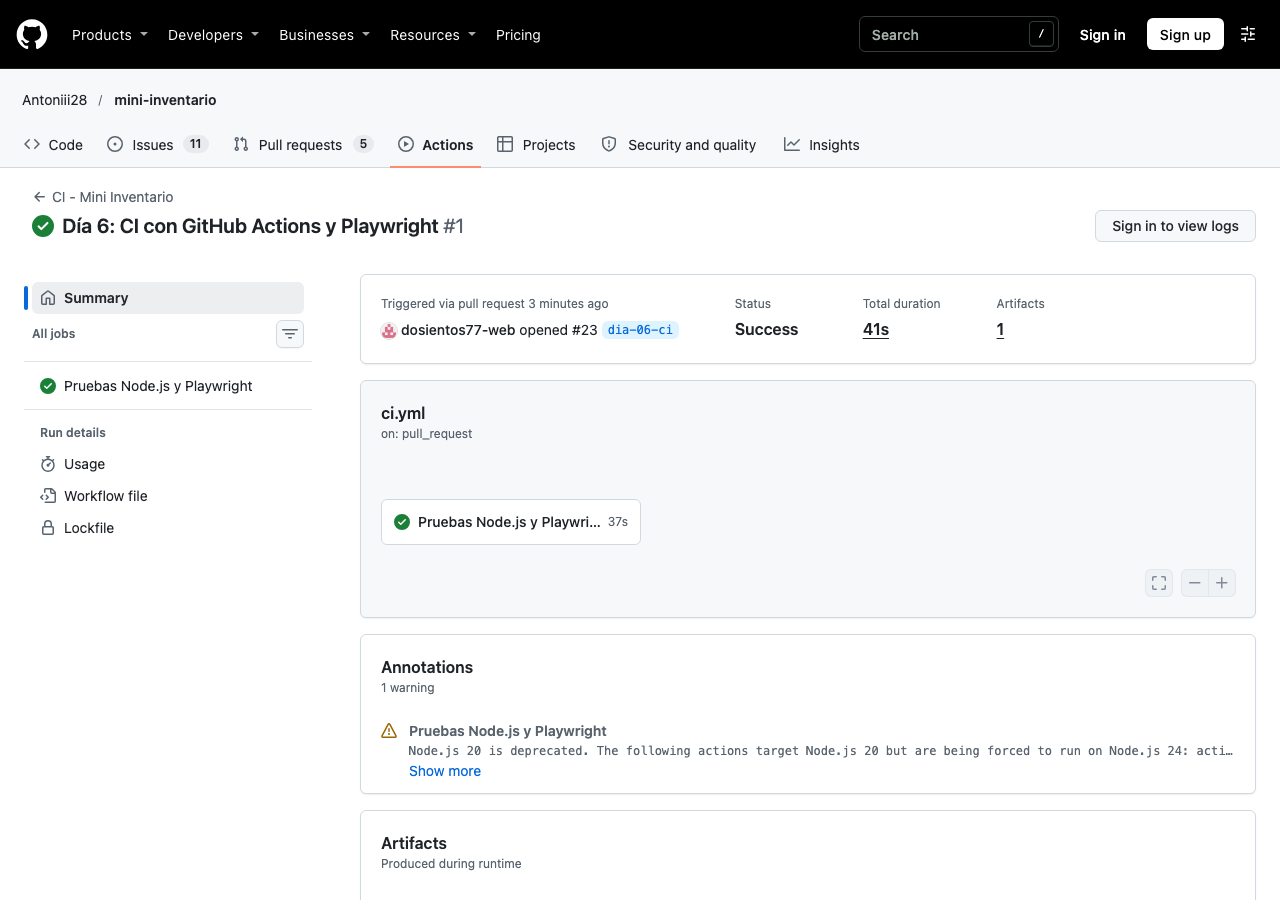 Products Developers Businesses Resources Pricing Search / Sign in Sign up
Antoniii28 / mini-inventario
Code Issues 11 Pull requests 5 Actions Projects Security and quality Insights
CI - Mini Inventario
Día 6: CI con GitHub Actions y Playwright #1
Sign in to view logs
Summary
All jobs
Pruebas Node.js y Playwright
Run details
Usage
Workflow file
Lockfile
Triggered via pull request 3 minutes ago
dosientos77-web opened #23 dia-06-ci
Status
Success
Total duration
41s
Artifacts
1
ci.yml
on: pull_request
Pruebas Node.js y Playwri... 37s
Annotations
1 warning
Pruebas Node.js y Playwright
Node.js 20 is deprecated. The following actions target Node.js 20 but are being forced to run on Node.js 24: acti…
Show more
Artifacts
Produced during runtime